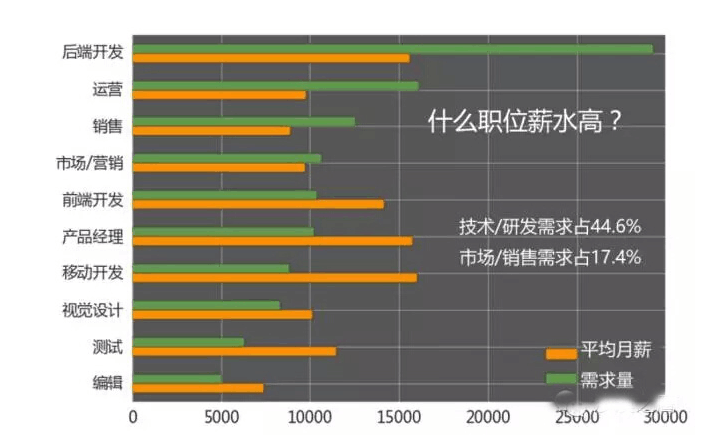 后端开发
运营
什么职位薪水高？
销售
市场/营销
前端开发
技术/研发需求占44.6%
产品经理
市场/销售需求占17.4%
移动开发
视觉设计
测试
平均月薪
编辑
需求量
0 5000 10000 15000 20000 25000 30000